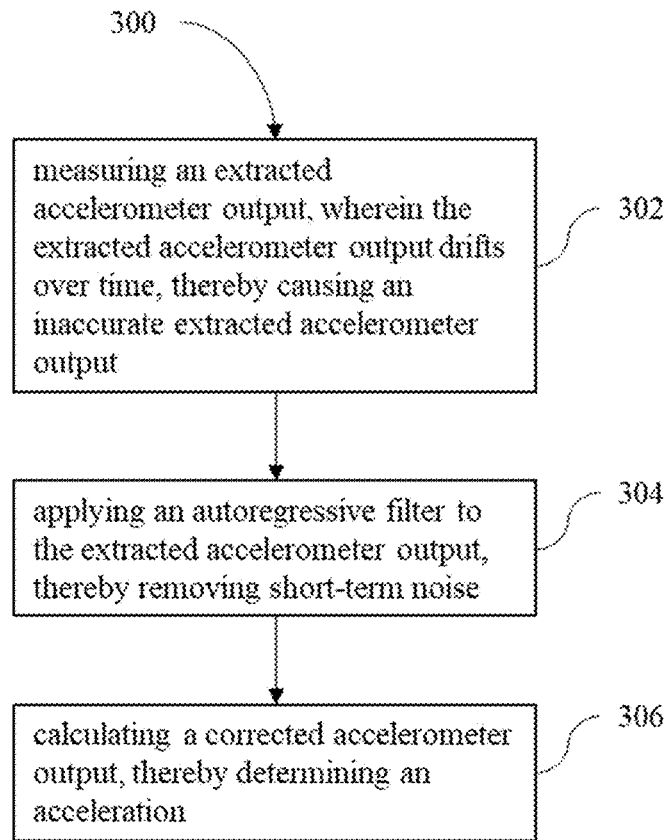 300
measuring an extracted
accelerometer output, wherein the
extracted accelerometer output drifts
over time, thereby causing an
inaccurate extracted accelerometer
output
302
applying an autoregressive filter to
the extracted accelerometer output,
thereby removing short-term noise
304
calculating a corrected accelerometer
output, thereby determining an
acceleration
306